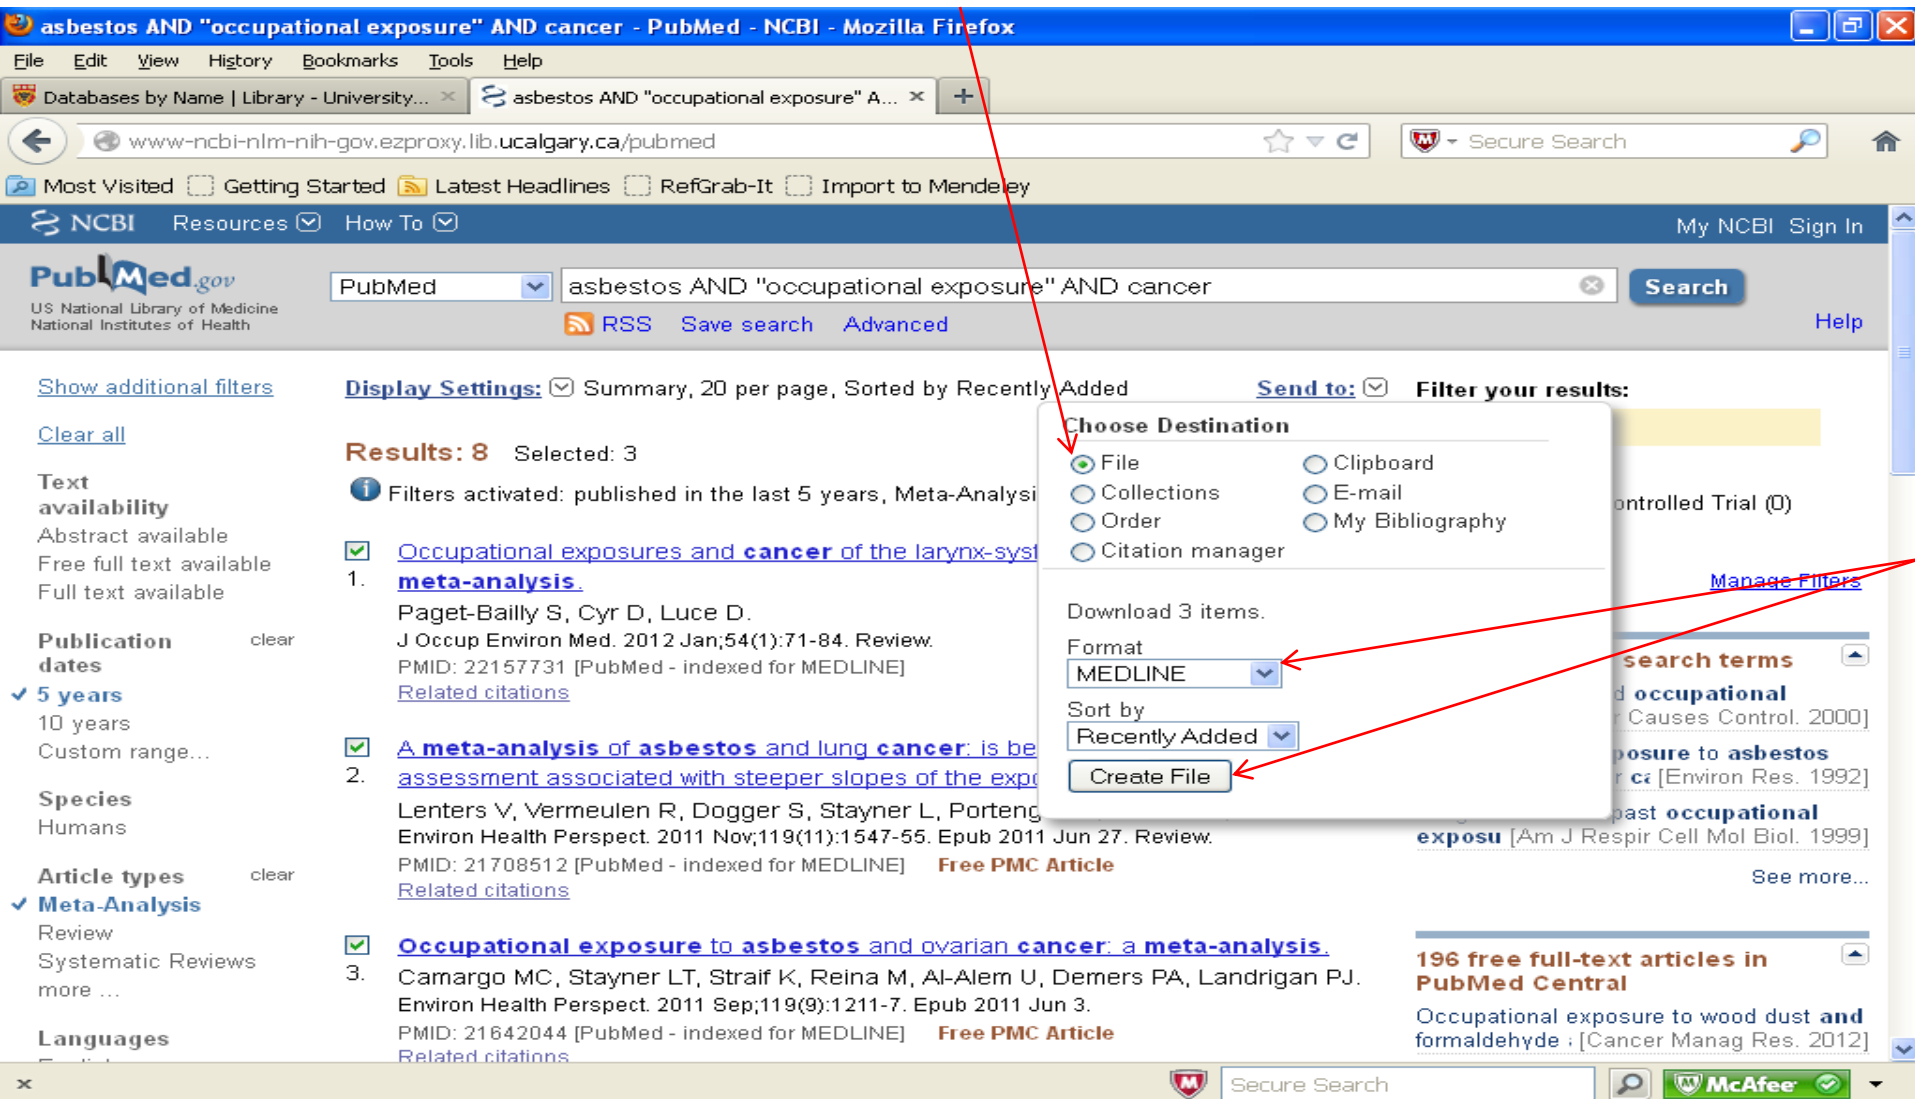 asbestos AND "occupational exposure" AND cancer - PubMed - NCBI - Mozilla Firefox
File Edit View History Bookmarks Tools Help
Databases by Name | Library - University... asbestos AND "occupational exposure" A...
www-ncbi-nlm-nih-gov.ezproxy.lib.ucalgary.ca/pubmed Secure Search
Most Visited Getting Started Latest Headlines RefGrab-It Import to Mendeley
NCBI Resources How To My NCBI Sign In
PubMed.gov
US National Library of Medicine
National Institutes of Health
PubMed asbestos AND "occupational exposure" AND cancer Search
RSS Save search Advanced Help
Show additional filters
Clear all
Text
availability
Abstract available
Free full text available
Full text available
Publication clear
dates
5 years
10 years
Custom range...
Species
Humans
Article types clear
Meta-Analysis
Review
Systematic Reviews
more ...
Languages
Display Settings: Summary, 20 per page, Sorted by Recently Added Send to:
Results: 8 Selected: 3
Filters activated: published in the last 5 years, Meta-Analysi
1. Occupational exposures and cancer of the larynx-syst
meta-analysis.
Paget-Bailly S, Cyr D, Luce D.
J Occup Environ Med. 2012 Jan;54(1):71-84. Review.
PMID: 22157731 [PubMed - indexed for MEDLINE]
Related citations
2. A meta-analysis of asbestos and lung cancer: is be
assessment associated with steeper slopes of the expo
Lenters V, Vermeulen R, Dogger S, Stayner L, Porteng
Environ Health Perspect. 2011 Nov;119(11):1547-55. Epub 2011 Jun 27. Review.
PMID: 21708512 [PubMed - indexed for MEDLINE] Free PMC Article
Related citations
3. Occupational exposure to asbestos and ovarian cancer: a meta-analysis.
Camargo MC, Stayner LT, Straif K, Reina M, Al-Alem U, Demers PA, Landrigan PJ.
Environ Health Perspect. 2011 Sep;119(9):1211-7. Epub 2011 Jun 3.
PMID: 21642044 [PubMed - indexed for MEDLINE] Free PMC Article
Related citations
Choose Destination
File Clipboard
Collections E-mail
Order My Bibliography
Citation manager
Download 3 items.
Format
MEDLINE
Sort by
Recently Added
Create File
Filter your results:
ontrolled Trial (0)
Manage Filters
search terms
d occupational
r Causes Control. 2000]
posure to asbestos
r ca [Environ Res. 1992]
past occupational
exposu [Am J Respir Cell Mol Biol. 1999]
See more...
196 free full-text articles in
PubMed Central
Occupational exposure to wood dust and
formaldehyde [Cancer Manag Res. 2012]
Secure Search McAfee